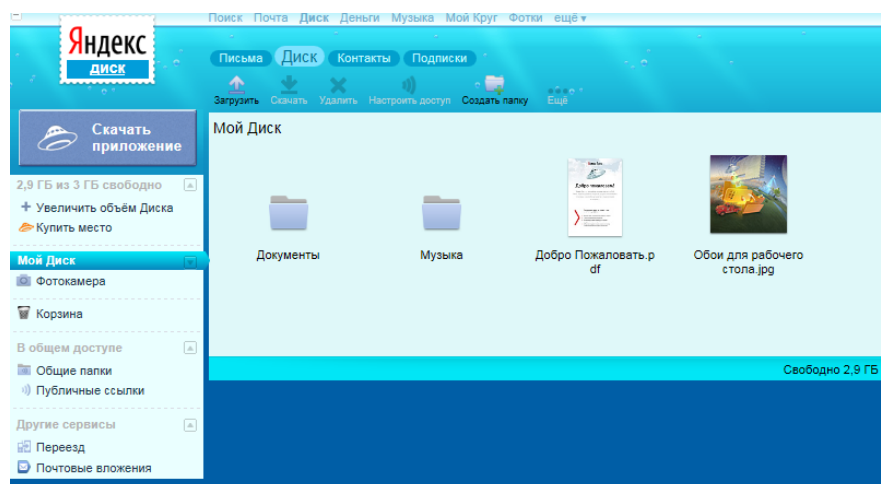 Поиск Почта Диск Деньги Музыка Мой Круг Фотки ещё ▾
Яндекс
диск
Письма Диск Контакты Подписки
Загрузить Скачать Удалить Настроить доступ Создать папку Ещё
Скачать
приложение
Мой Диск
2,9 ГБ из 3 ГБ свободно
+ Увеличить объём Диска
Купить место
Мой Диск
Фотокамера
Корзина
В общем доступе
Общие папки
Публичные ссылки
Другие сервисы
Переезд
Почтовые вложения
Добро пожаловать!
Документы
Музыка
Добро Пожаловать.p
df
Обои для рабочего
стола.jpg
Свободно 2,9 ГБ